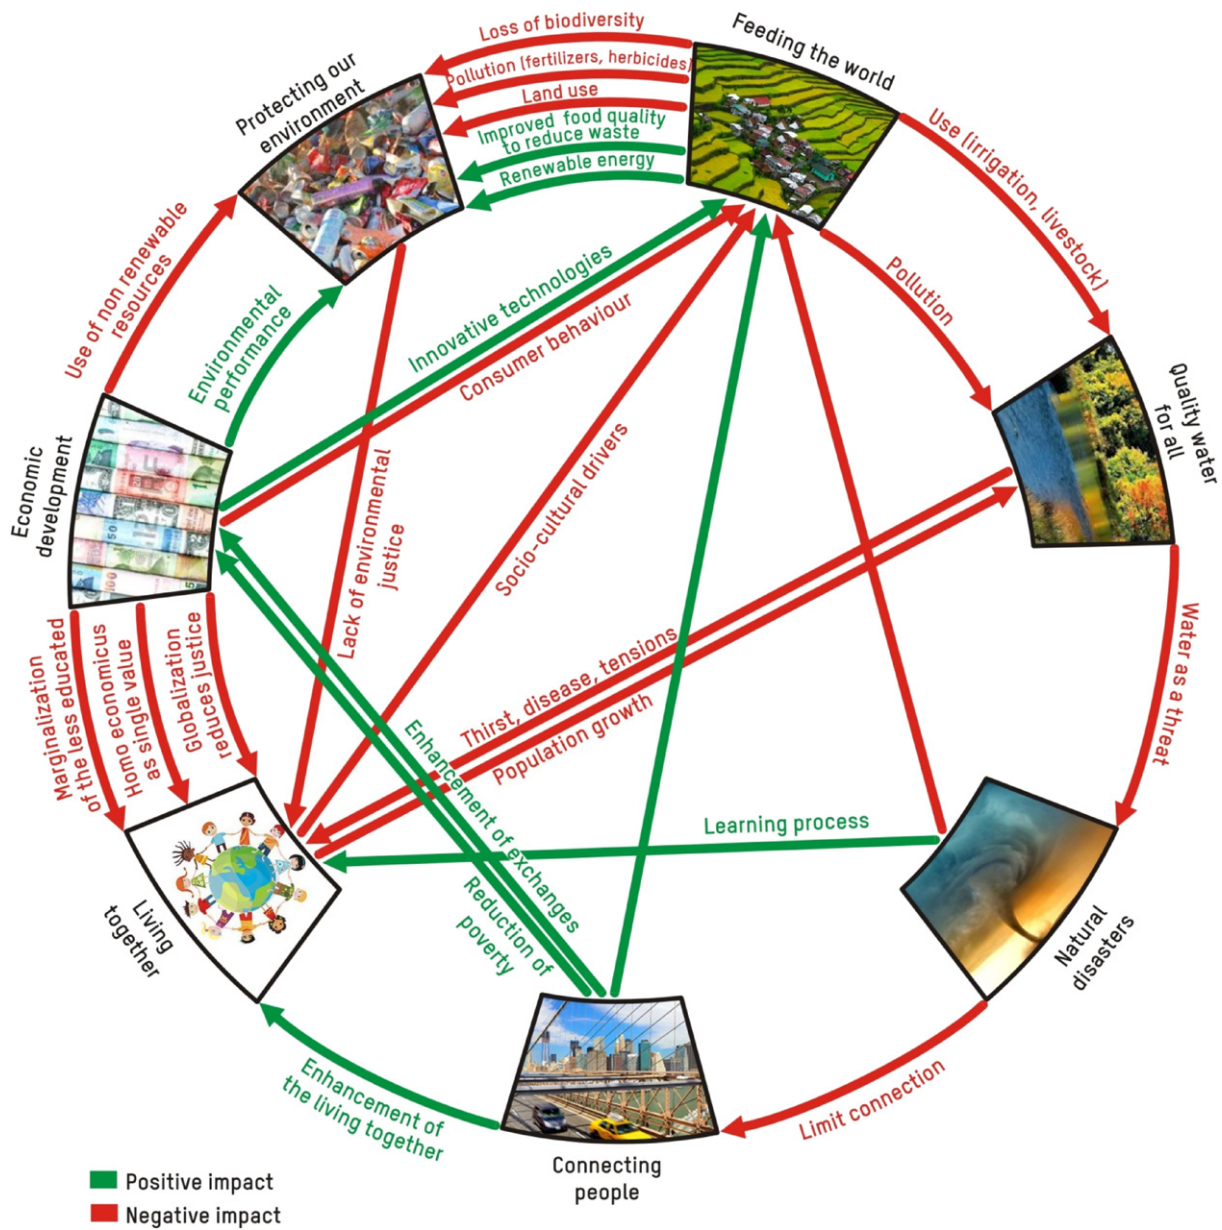 Loss of biodiversity
Pollution (fertilizers, herbicides)
Land use
Improved food quality
to reduce waste
Renewable energy
Feeding the world
Protecting our
environment
Use (irrigation, livestock)
Pollution
Use of non renewable
resources
Environmental
performance
Innovative technologies
Consumer behaviour
Quality water
for all
Economic
development
Lack of environmental
justice
Socio-cultural drivers
Thirst, disease, tensions
Population growth
Water as a threat
Marginalization
of the less educated
Homo economicus
as single value
Globalization
reduces justice
Enhancement of exchanges
Reduction of
poverty
Learning process
Living
together
Natural
disasters
Enhancement of
the living together
Limit connection
Connecting
people
Positive impact
Negative impact